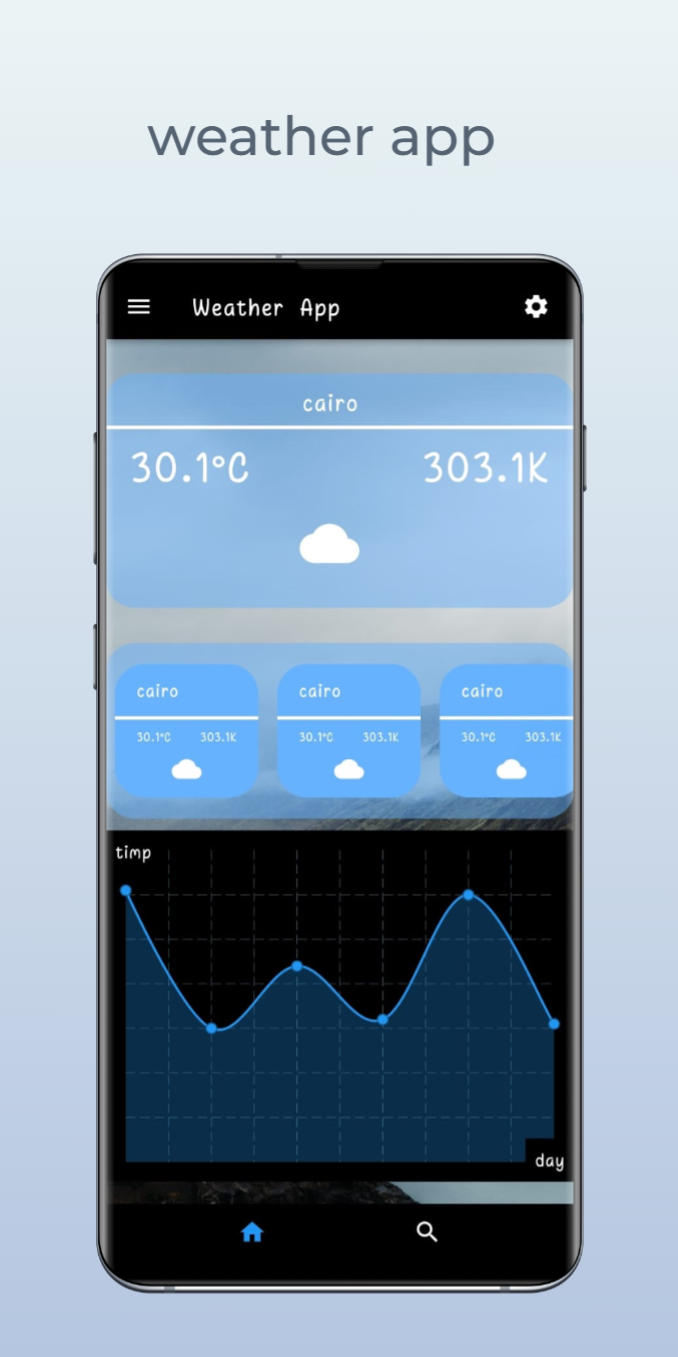 weather app
Weather App
cairo
30.1°C 303.1K
cairo cairo cairo
30.1°C 303.1K 30.1°C 303.1K 30.1°C 303.1K
timp
day